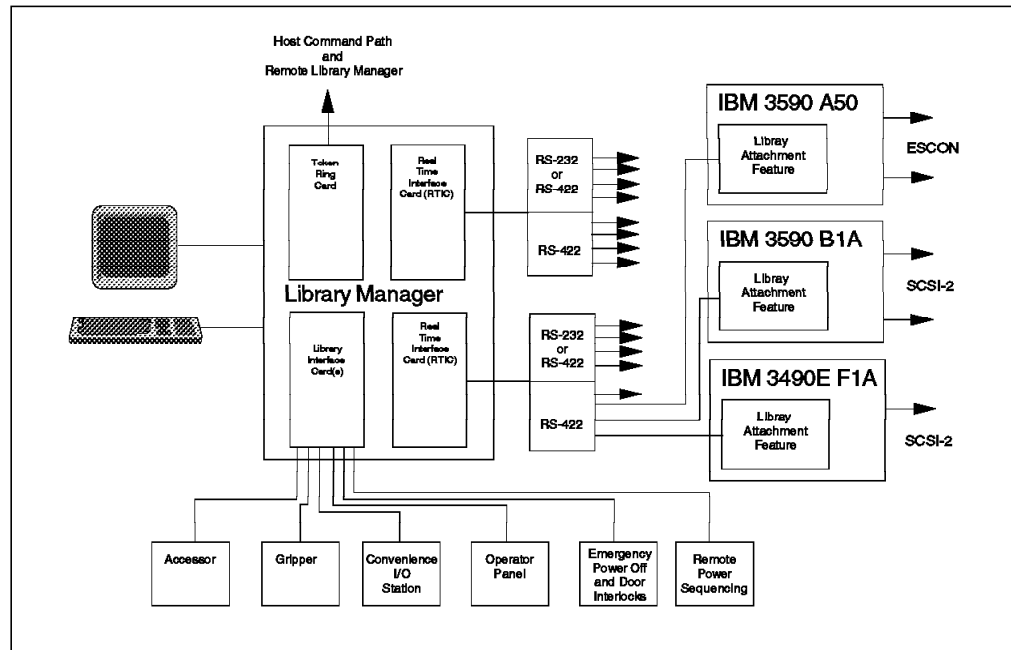 Host Command Path
and
Remote Library Manager
Token
Ring
Card
Real
Time
Interface
Card (RTIC)
RS-232
or
RS-422
RS-422
IBM 3590 A50
Libray
Attachment
Feature
ESCON
IBM 3590 B1A
Libray
Attachment
Feature
SCSI-2
Library Manager
Library
Interface
Card(s)
Real
Time
Interface
Card (RTIC)
RS-232
or
RS-422
RS-422
IBM 3490E F1A
Libray
Attachment
Feature
SCSI-2
Accessor
Gripper
Convenience
I/O
Station
Operator
Panel
Emergency
Power Off
and Door
Interlocks
Remote
Power
Sequencing